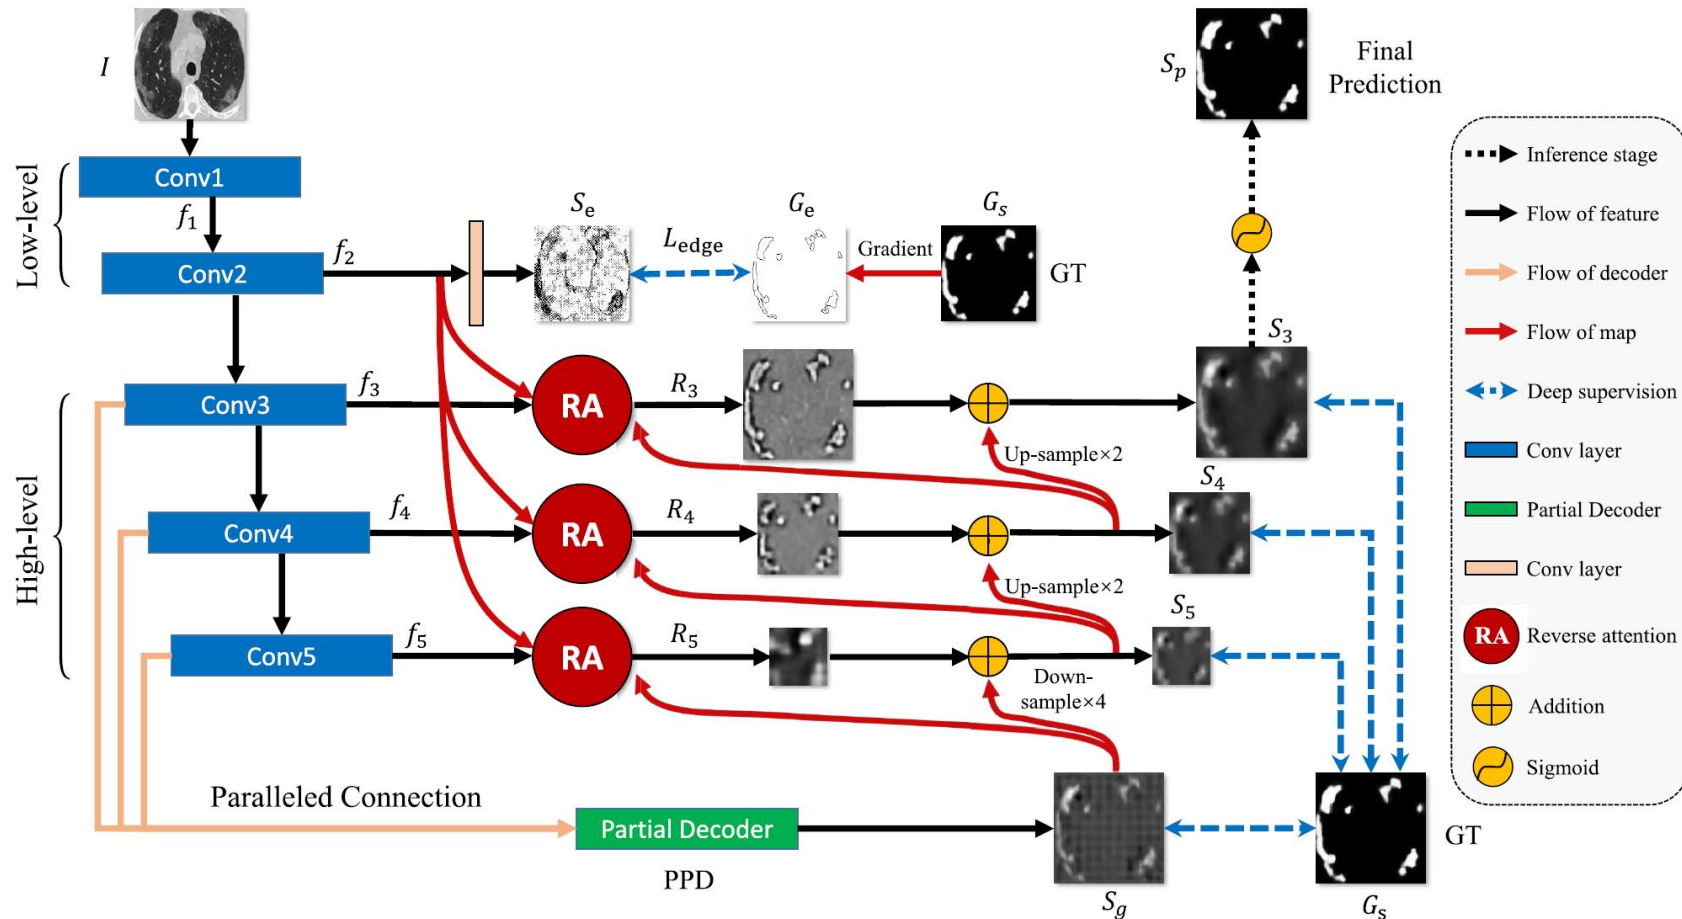 I
Low-level
Conv1
f1
Conv2
f2
Se
Ledge
Ge
Gradient
Gs
GT
Sp
Final
Prediction
High-level
Conv3
f3
RA
R3
Up-sample×2
S3
Conv4
f4
RA
R4
Up-sample×2
S4
Conv5
f5
RA
R5
Down-
sample×4
S5
Paralleled Connection
Partial Decoder
PPD
Sg
GT
Gs
Inference stage
Flow of feature
Flow of decoder
Flow of map
Deep supervision
Conv layer
Partial Decoder
Conv layer
RA Reverse attention
Addition
Sigmoid